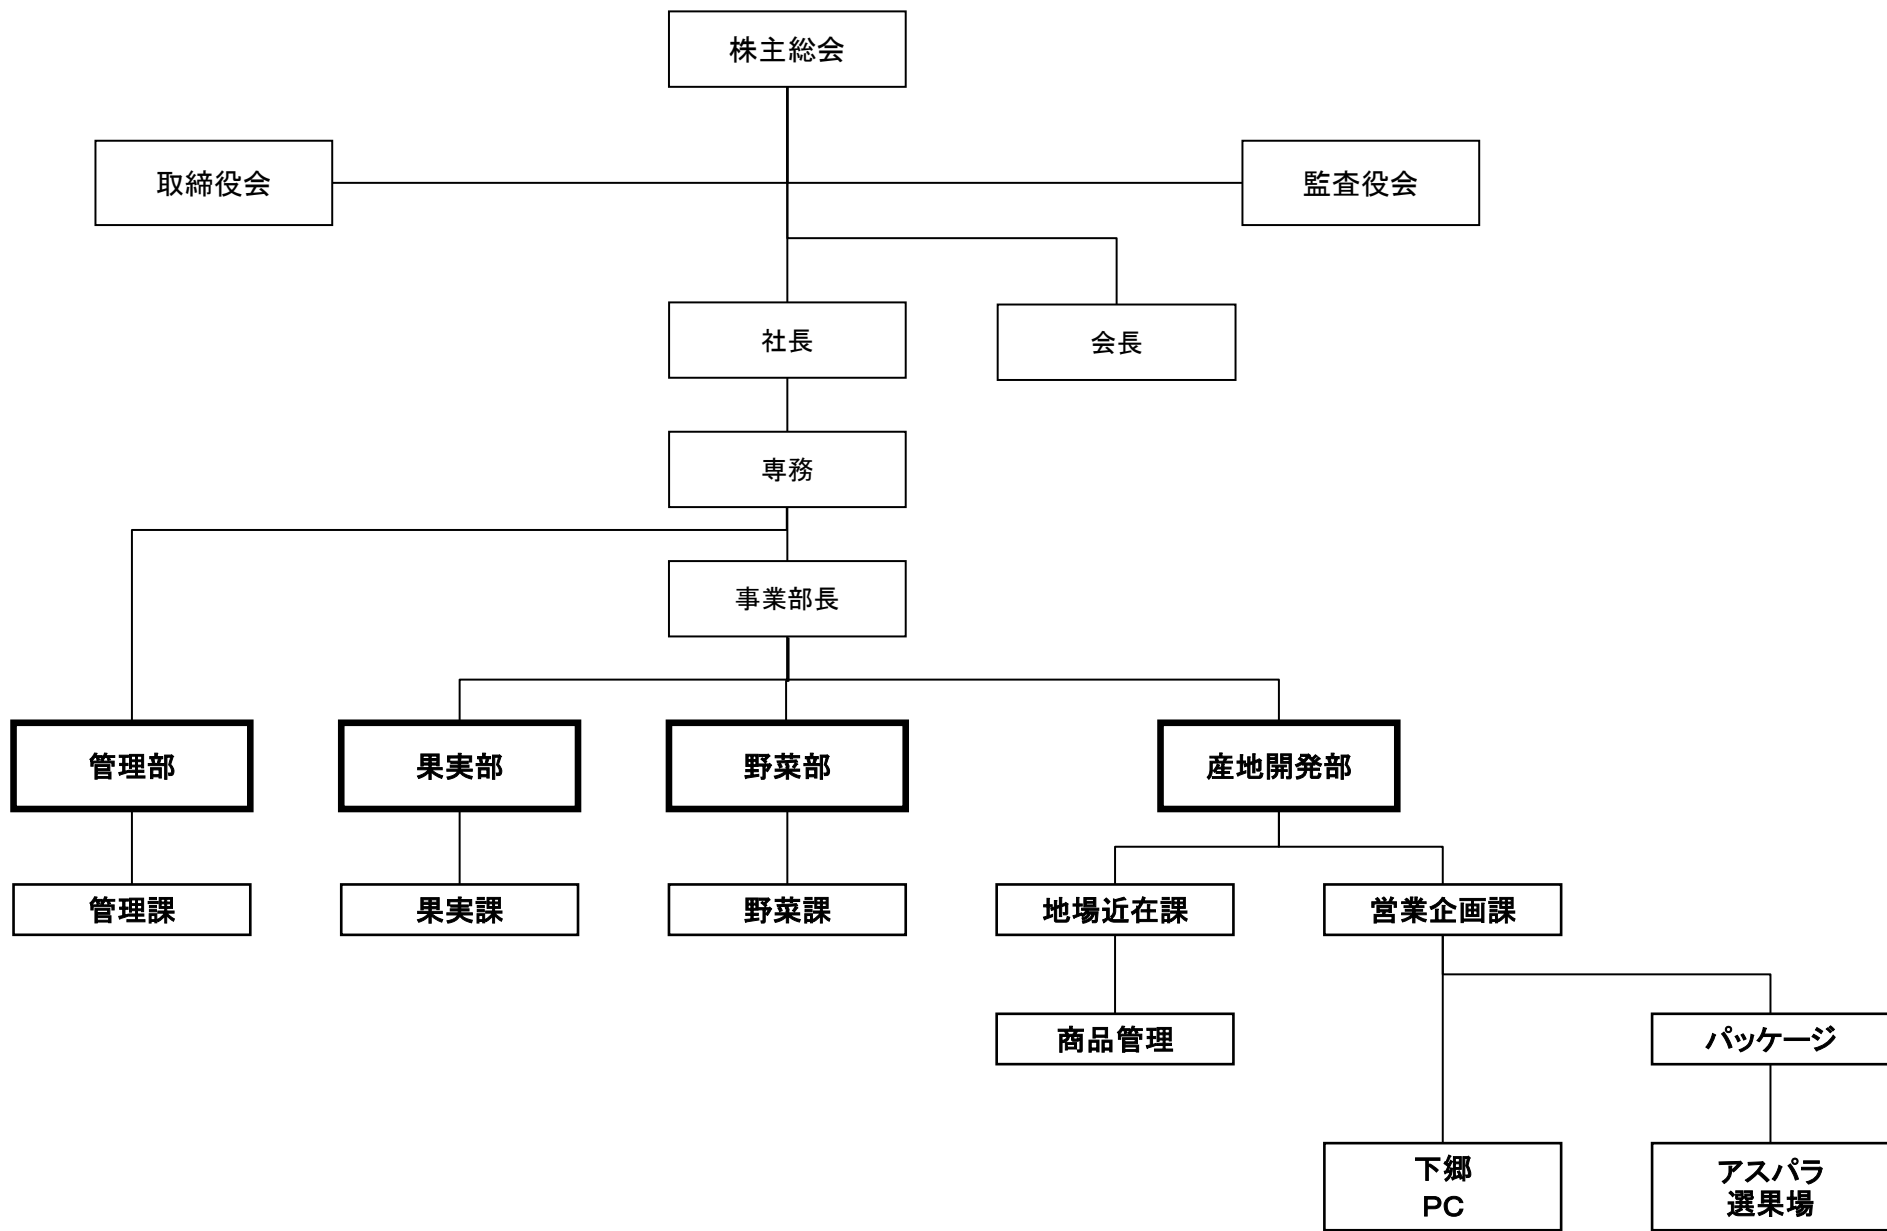 株主総会
取締役会
監査役会
社長
会長
専務
事業部長
管理部
果実部
野菜部
産地開発部
管理課
果実課
野菜課
地場近在課
営業企画課
商品管理
パッケージ
下郷
PC
アスパラ
選果場